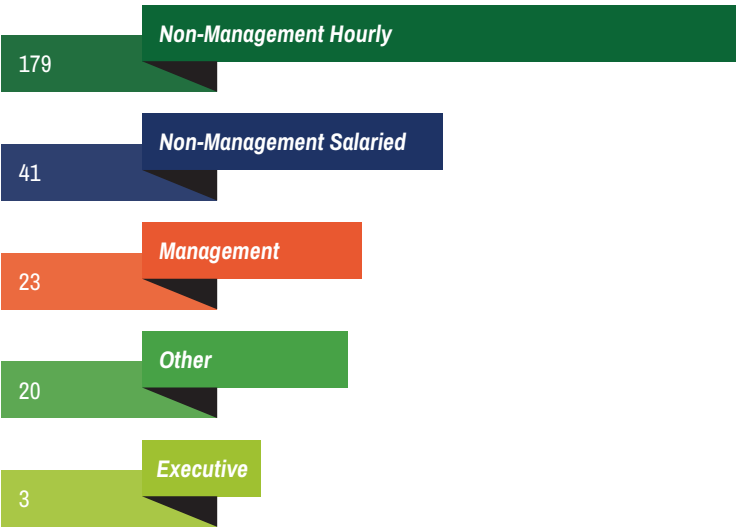 Non-Management Hourly
179
Non-Management Salaried
41
Management
23
Other
20
Executive
3